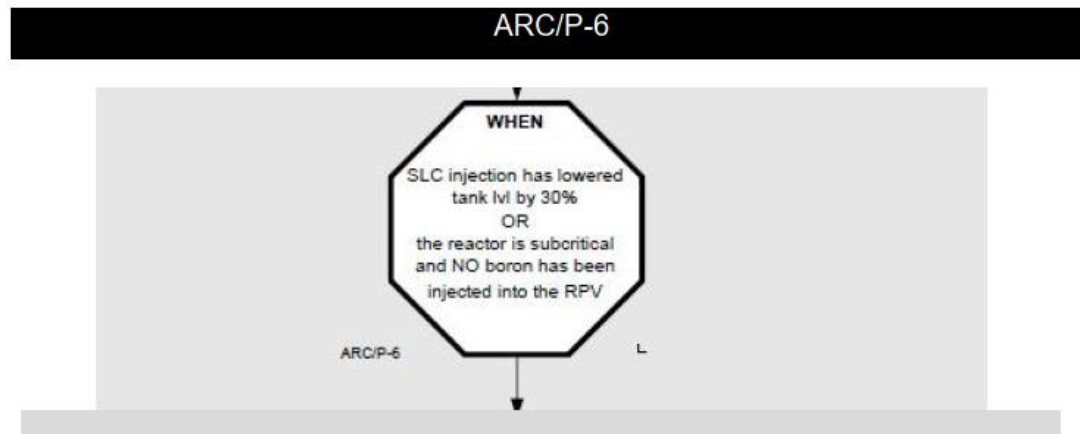 ARC/P-6
WHEN
SLC injection has lowered
tank lvl by 30%
OR
the reactor is subcritical
and NO boron has been
injected into the RPV
ARC/P-6
L